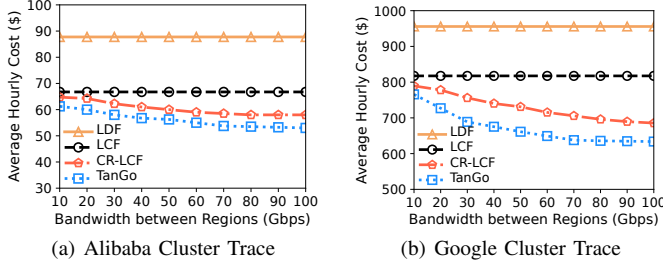 Average Hourly Cost ($)
100
90
80
70
60
50
40
30
LDF
LCF
CR-LCF
TanGo
10 20 30 40 50 60 70 80 90 100
Bandwidth between Regions (Gbps)
(a) Alibaba Cluster Trace
Average Hourly Cost ($)
1000
900
800
700
600
500
LDF
LCF
CR-LCF
TanGo
10 20 30 40 50 60 70 80 90 100
Bandwidth between Regions (Gbps)
(b) Google Cluster Trace